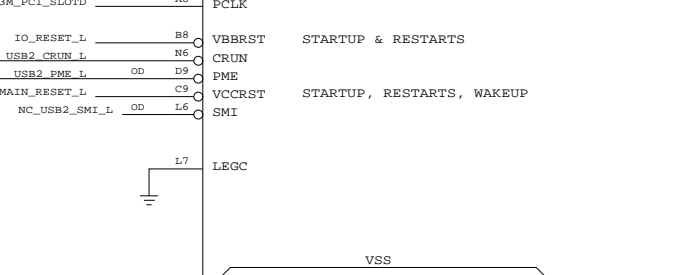 3M_PCI_SLOTD PCLK
IO_RESET_L B8 VBBRST STARTUP & RESTARTS
USB2_CRUN_L N6 CRUN
USB2_PME_L OD D9 PME
MAIN_RESET_L C9 VCCRST STARTUP, RESTARTS, WAKEUP
NC_USB2_SMI_L OD L6 SMI
L7 LEGC
VSS